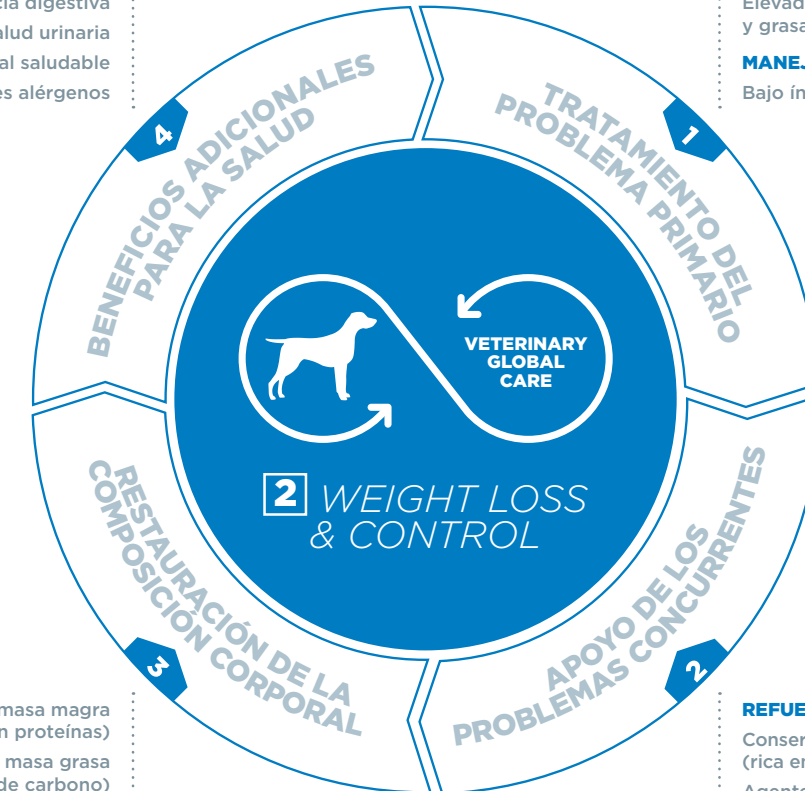 cia digestiva
alud urinaria
al saludable
es alérgenos
Elevad
y grasa
MANEJ
Bajo ín
4
BENEFICIOS ADICIONALES
PARA LA SALUD
1
TRATAMIENTO DEL
PROBLEMA PRIMARIO
VETERINARY
GLOBAL
CARE
2 WEIGHT LOSS
& CONTROL
3
RESTAURACIÓN DE LA
COMPOSICIÓN CORPORAL
2
APOYO DE LOS
PROBLEMAS CONCURRENTES
masa magra
n proteínas)
masa grasa
de carbono)
REFUE
Conser
(rica en
Agente